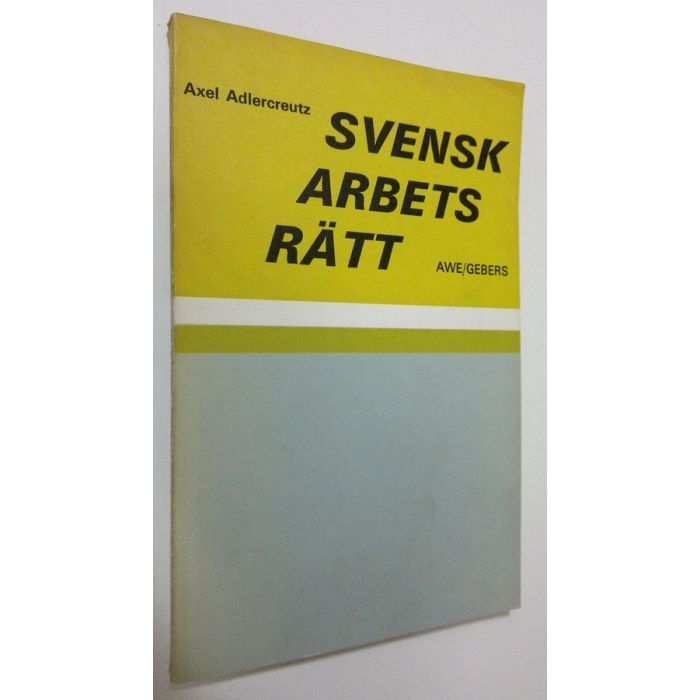 Axel Adlercreutz
SVENSK
ARBETS
RÄTT
AWE/GEBERS